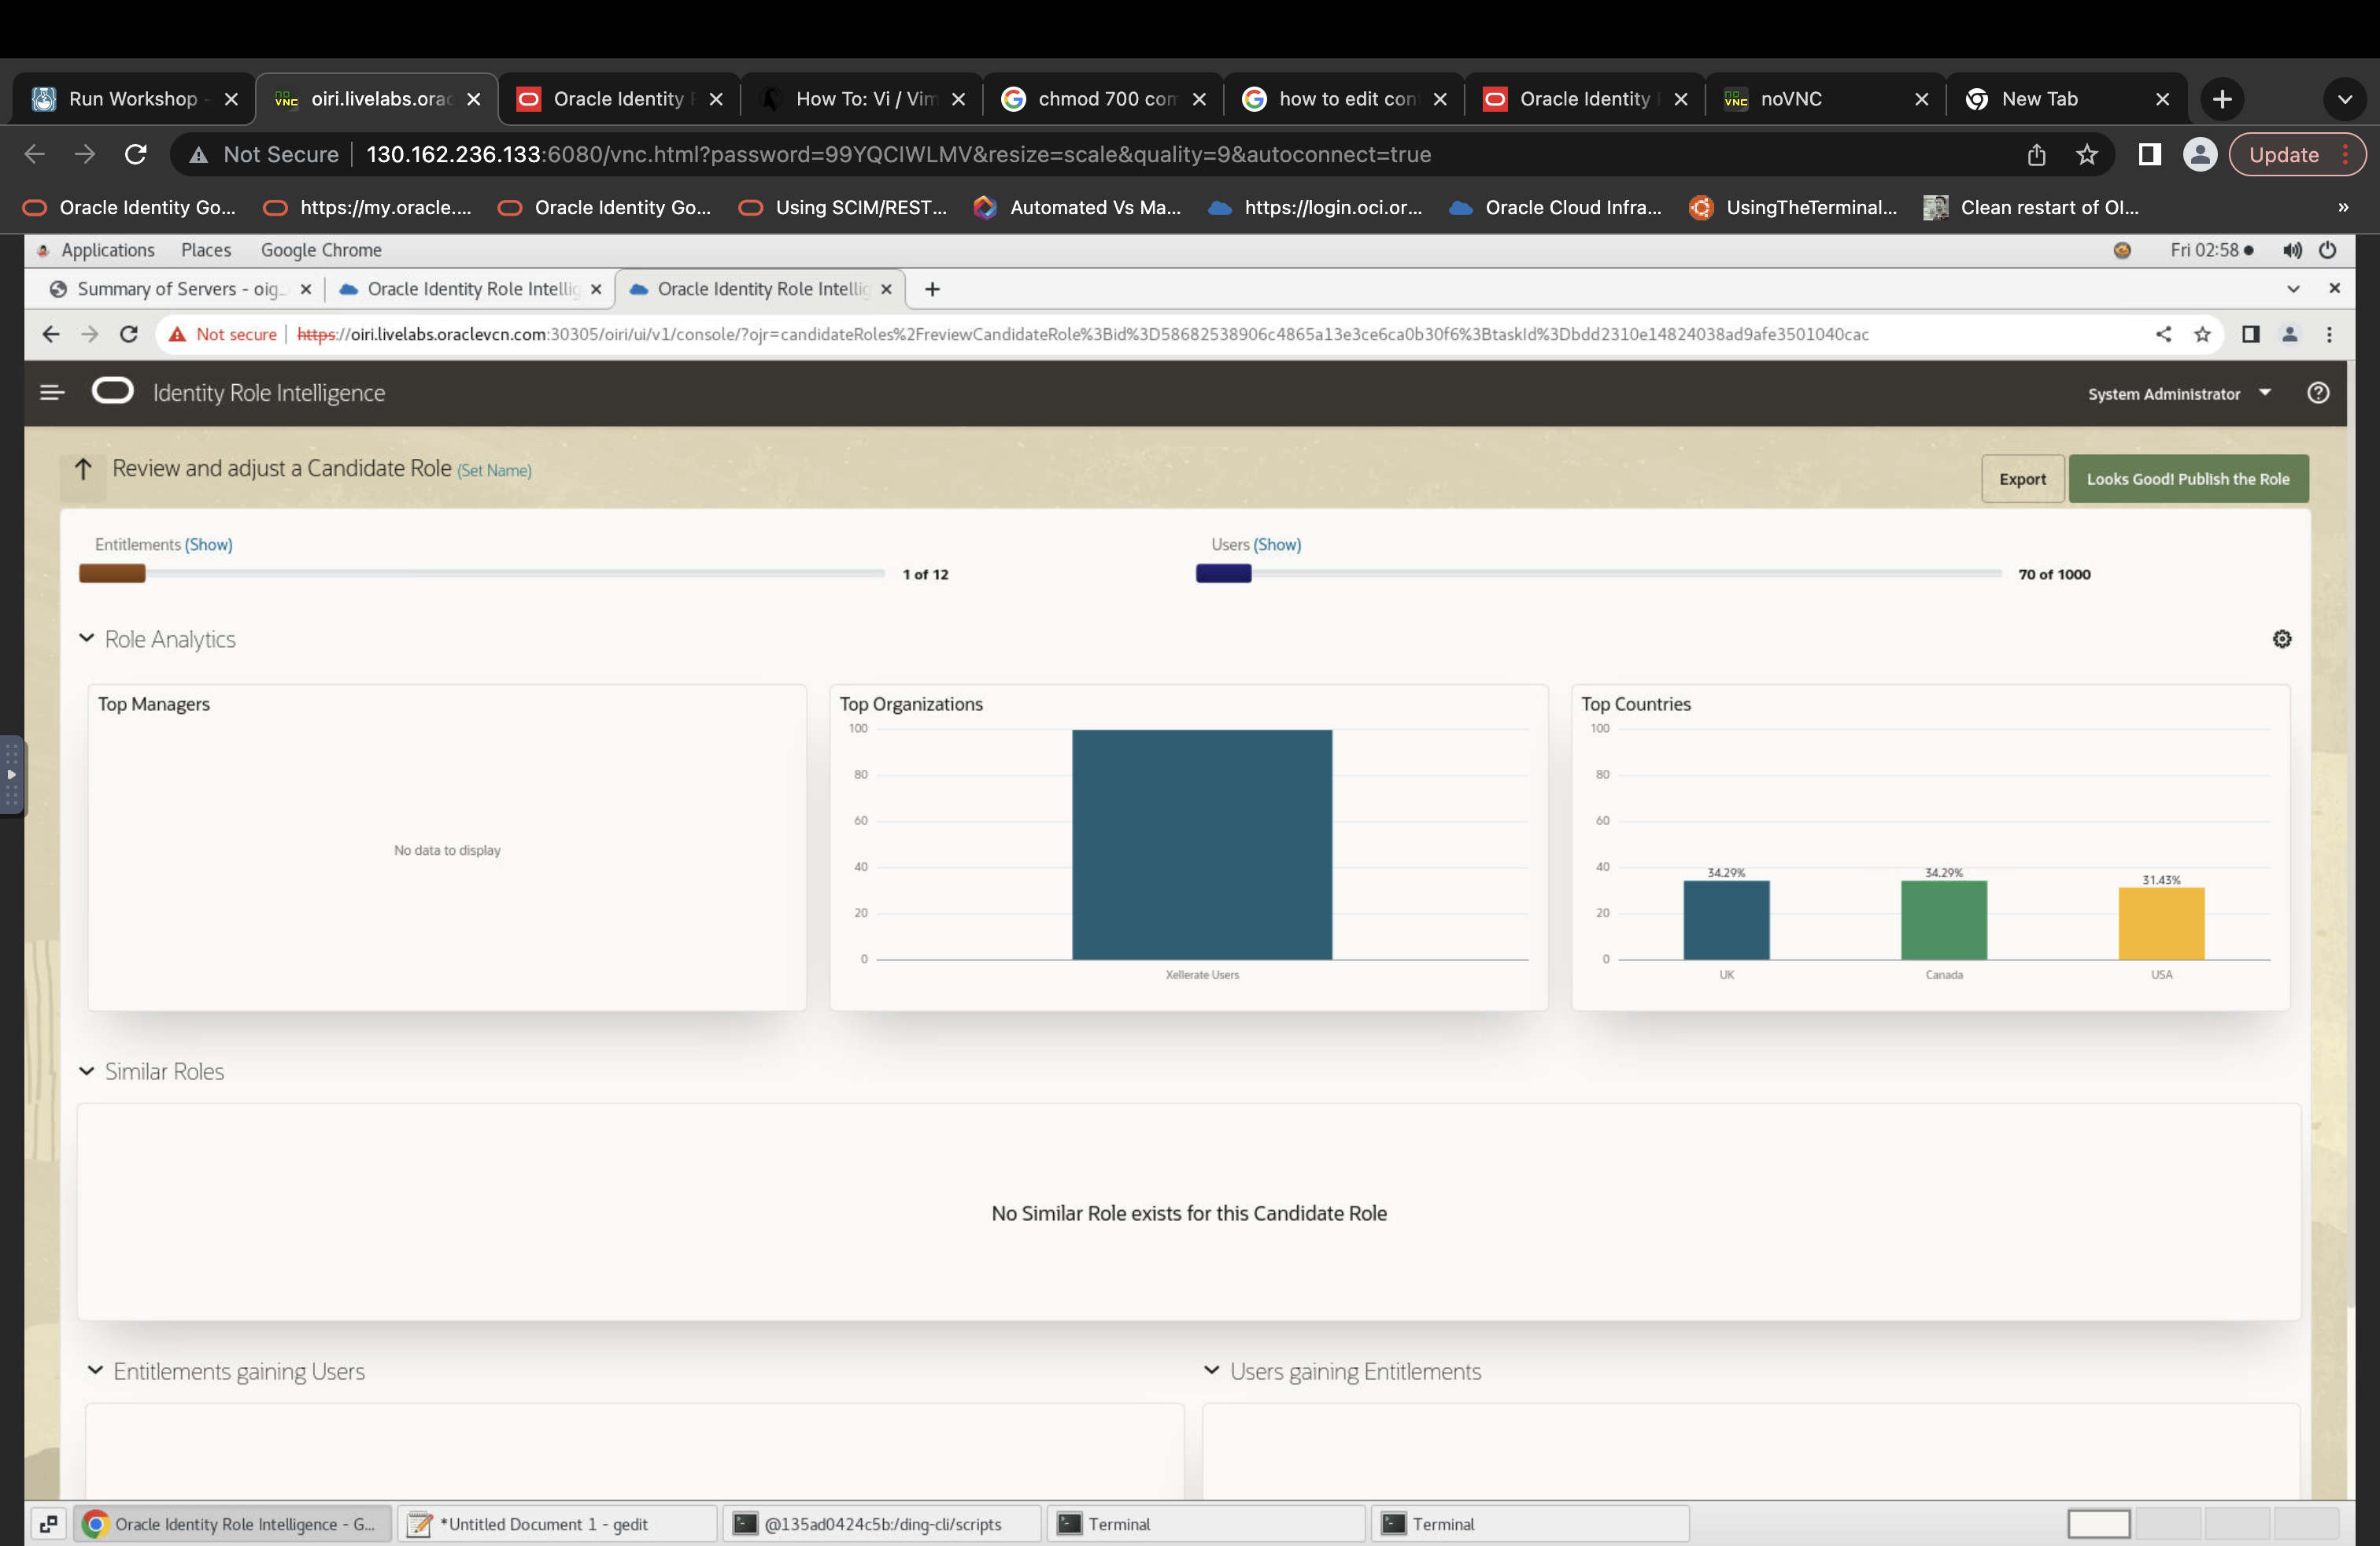 Run Workshop -
oiri.livelabs.orac
Oracle Identity
How To: Vi / Vim
chmod 700 con
how to edit con
Oracle Identity
noVNC
New Tab
Not Secure
130.162.236.133:6080/vnc.html?password=99YQCIWLMV&resize=scale&quality=9&autoconnect=true
Update
Oracle Identity Go...
https://my.oracle....
Oracle Identity Go...
Using SCIM/REST...
Automated Vs Ma...
https://login.oci.or...
Oracle Cloud Infra...
UsingTheTerminal...
Clean restart of OI...
»
Applications
Places
Google Chrome
Fri 02:58
Summary of Servers - oig_
Oracle Identity Role Intellig
Oracle Identity Role Intellig
Not secure
https://oiri.livelabs.oraclevcn.com:30305/oiri/ui/v1/console/?ojr=candidateRoles%2FreviewCandidateRole%3Bid%3D58682538906c4865a13e3ce6ca0b30f6%3BtaskId%3Dbdd2310e14824038ad9afe3501040cac
Identity Role Intelligence
System Administrator
Review and adjust a Candidate Role (Set Name)
Export
Looks Good! Publish the Role
Entitlements (Show)
1 of 12
Users (Show)
70 of 1000
Role Analytics
Top Managers
No data to display
Top Organizations
100
80
60
40
20
0
Xellerate Users
Top Countries
100
80
60
40
20
0
34.29%
34.29%
31.43%
UK
Canada
USA
Similar Roles
No Similar Role exists for this Candidate Role
Entitlements gaining Users
Users gaining Entitlements
Oracle Identity Role Intelligence - G...
*Untitled Document 1 - gedit
@135ad0424c5b:/ding-cli/scripts
Terminal
Terminal